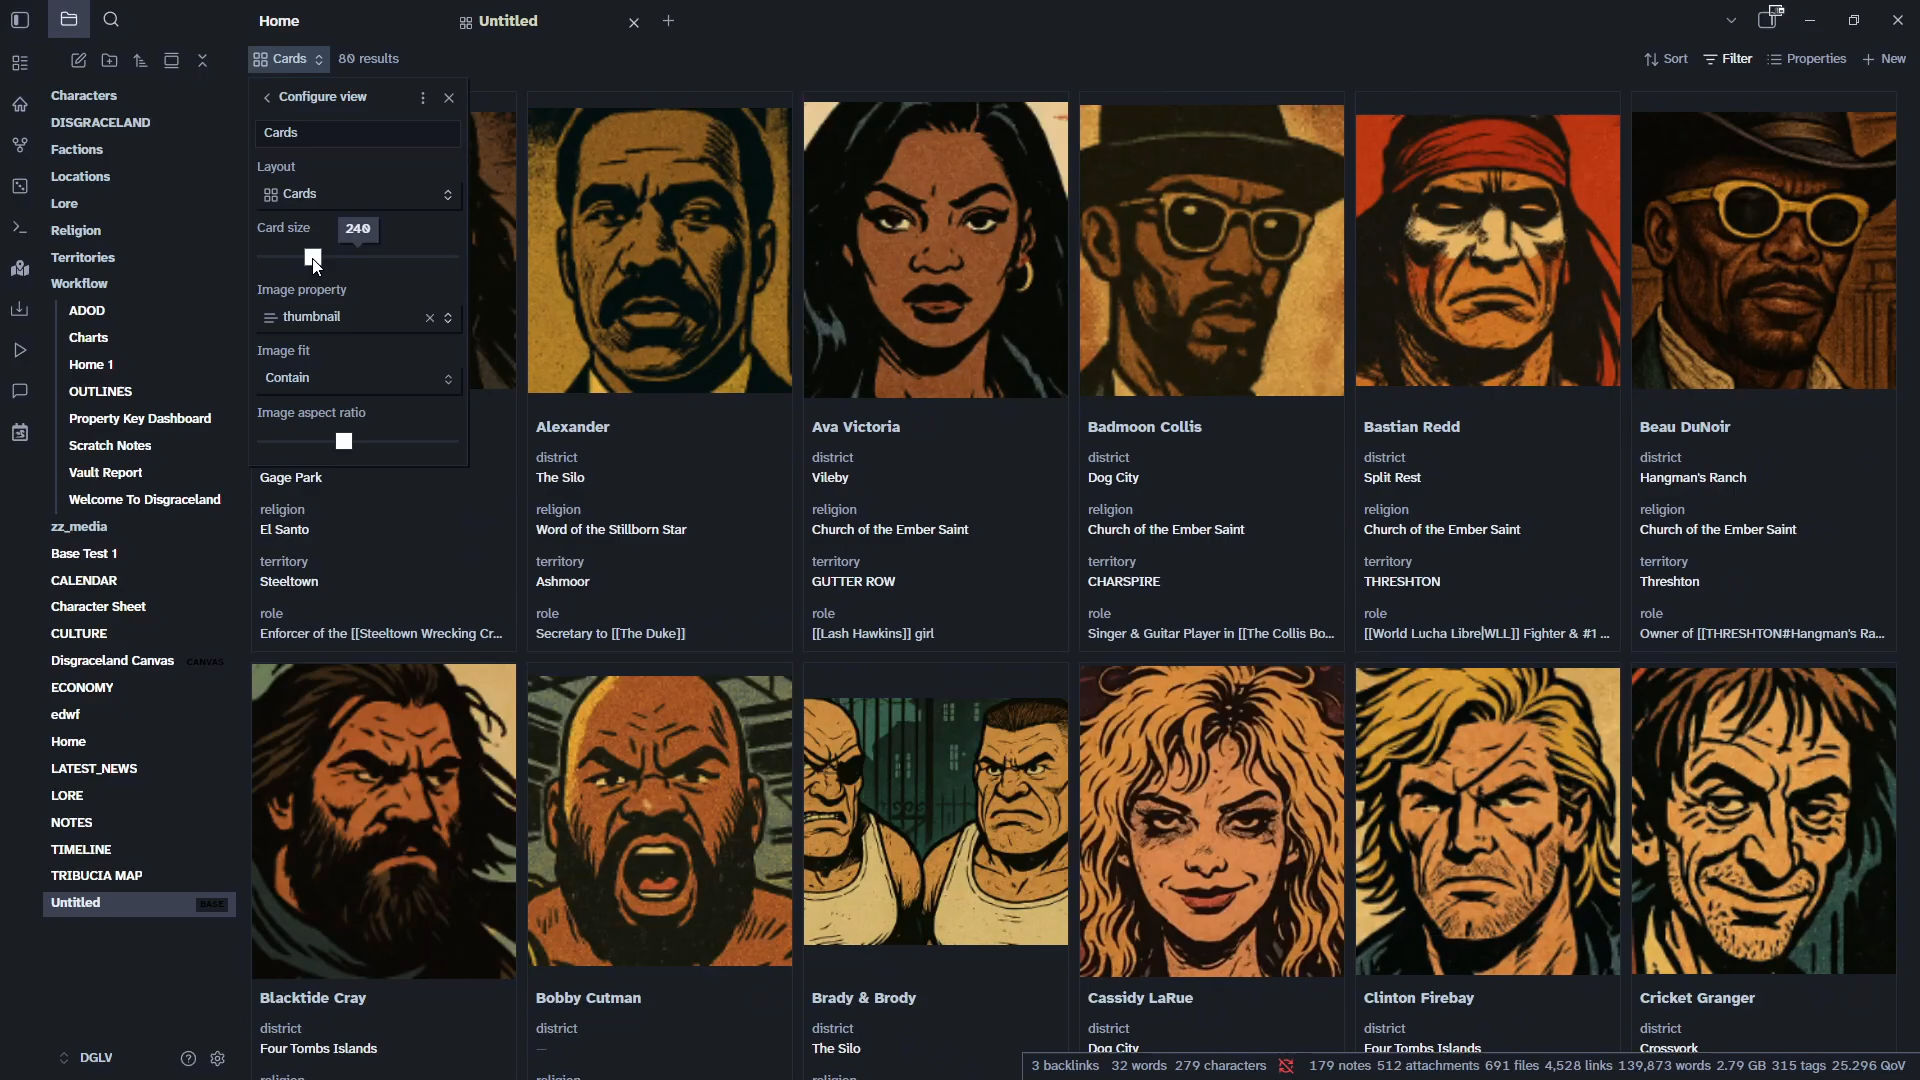 Home
Untitled
Cards
80 results
Sort
Filter
Properties
New
Characters
DISGRACELAND
Factions
Locations
Lore
Religion
Territories
Workflow
ADOD
Charts
Home 1
OUTLINES
Property Key Dashboard
Scratch Notes
Vault Report
Welcome To Disgraceland
zz_media
Base Test 1
CALENDAR
Character Sheet
CULTURE
Disgraceland Canvas CANVAS
ECONOMY
edwf
Home
LATEST_NEWS
LORE
NOTES
TIMELINE
TRIBUCIA MAP
Untitled BASE
DGLV
Configure view
Cards
Layout
Cards
Card size
240
Image property
thumbnail
Image fit
Contain
Image aspect ratio
Gage Park
religion
El Santo
territory
Steeltown
role
Enforcer of the [[Steeltown Wrecking Cr...
Alexander
district
The Silo
religion
Word of the Stillborn Star
territory
Ashmoor
role
Secretary to [[The Duke]]
Ava Victoria
district
Vileby
religion
Church of the Ember Saint
territory
GUTTER ROW
role
[[Lash Hawkins]] girl
Badmoon Collis
district
Dog City
religion
Church of the Ember Saint
territory
CHARSPIRE
role
Singer & Guitar Player in [[The Collis Bo...
Bastian Redd
district
Split Rest
religion
Church of the Ember Saint
territory
THRESHTON
role
[[World Lucha Libre|WLL]] Fighter & #1 ...
Beau DuNoir
district
Hangman's Ranch
religion
Church of the Ember Saint
territory
Threshton
role
Owner of [[THRESHTON#Hangman's Ra...
Blacktide Cray
district
Four Tombs Islands
religion
Bobby Cutman
district
—
religion
Brady & Brody
district
The Silo
religion
Cassidy LaRue
district
Dog City
Clinton Firebay
district
Four Tombs Islands
Cricket Granger
district
Crossvork
3 backlinks 32 words 279 characters 179 notes 512 attachments 691 files 4,528 links 139,873 words 2.79 GB 315 tags 25.296 QoV